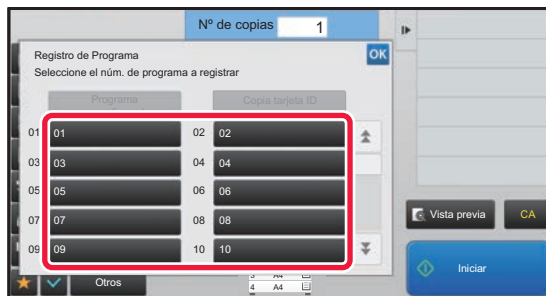 Nº de copias 1
Registro de Programa
OK
Seleccione el núm. de programa a registrar
Programa
Copia tarjeta ID
01 01 02 02
03 03 04 04
05 05 06 06
07 07 08 08
09 09 10 10
Vista previa
CA
Iniciar
Otros
3 A4
4 A4